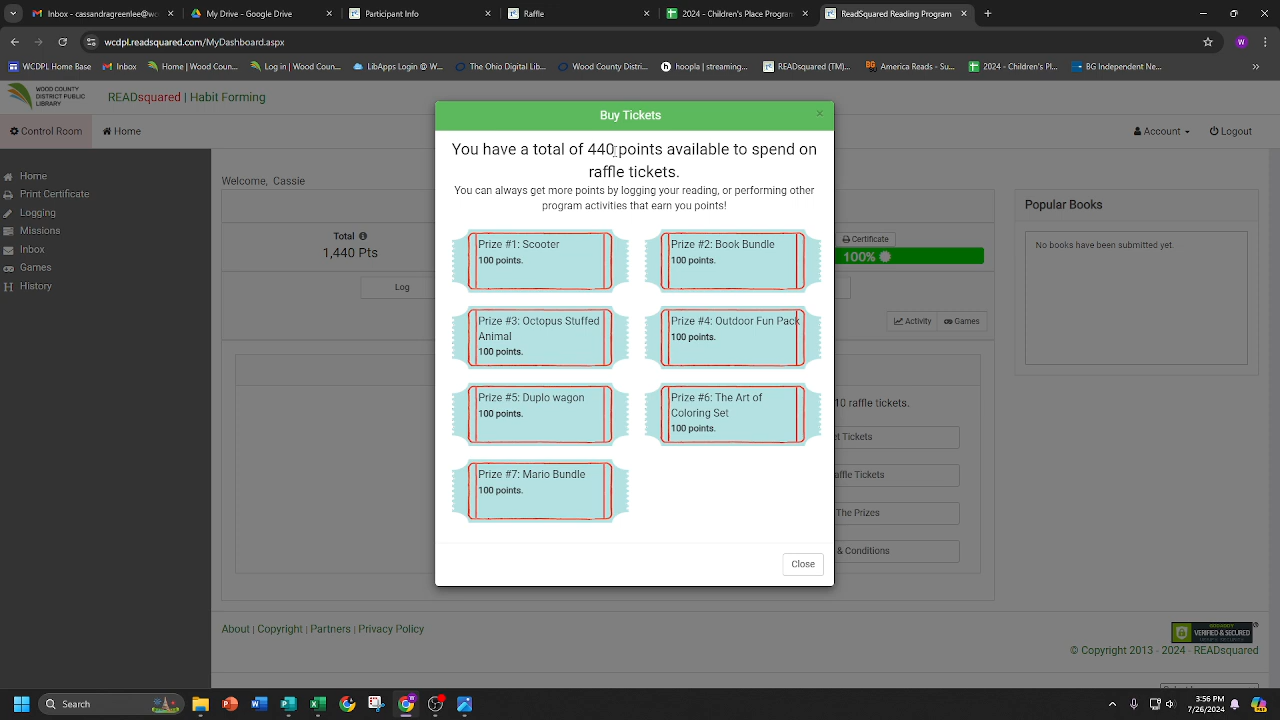 Inbox - cassandragreenlee@wc
My Drive - Google Drive
Participant Info
Raffle
2024 - Children's Place Program
ReadSquared Reading Program
wcdpl.readsquared.com/MyDashboard.aspx
W
WCDPL Home Base
Inbox
Home | Wood Coun...
Login | Wood Coun...
LibApps Login @ W...
The Ohio Digital Lib...
Wood County Distri...
hoopla | streaming...
READsquared (TM)...
America Reads - Su...
2024 - Children's Pl...
BG Independent Ne...
WOOD COUNTY
DISTRICT PUBLIC
LIBRARY
READsquared | Habit Forming
Control Room
Home
Account
Logout
Home
Print Certificate
Logging
Missions
Inbox
Games
History
Welcome, Cassie
Total
1,440 Pts
Log
Certificate
100%
Activity
Games
10 raffle tickets.
et Tickets
affle Tickets
The Prizes
& Conditions
Popular Books
No books have been submitted yet.
Buy Tickets
×
You have a total of 440 points available to spend on
raffle tickets.
You can always get more points by logging your reading, or performing other
program activities that earn you points!
Prize #1: Scooter
100 points.
Prize #2: Book Bundle
100 points.
Prize #3: Octopus Stuffed
Animal
100 points.
Prize #4: Outdoor Fun Pack
100 points.
Prize #5: Duplo wagon
100 points.
Prize #6: The Art of
Coloring Set
100 points.
Prize #7: Mario Bundle
100 points.
Close
About | Copyright | Partners | Privacy Policy
VERIFIED & SECURED
© Copyright 2013 - 2024 - READsquared
Search
3:56 PM
7/26/2024